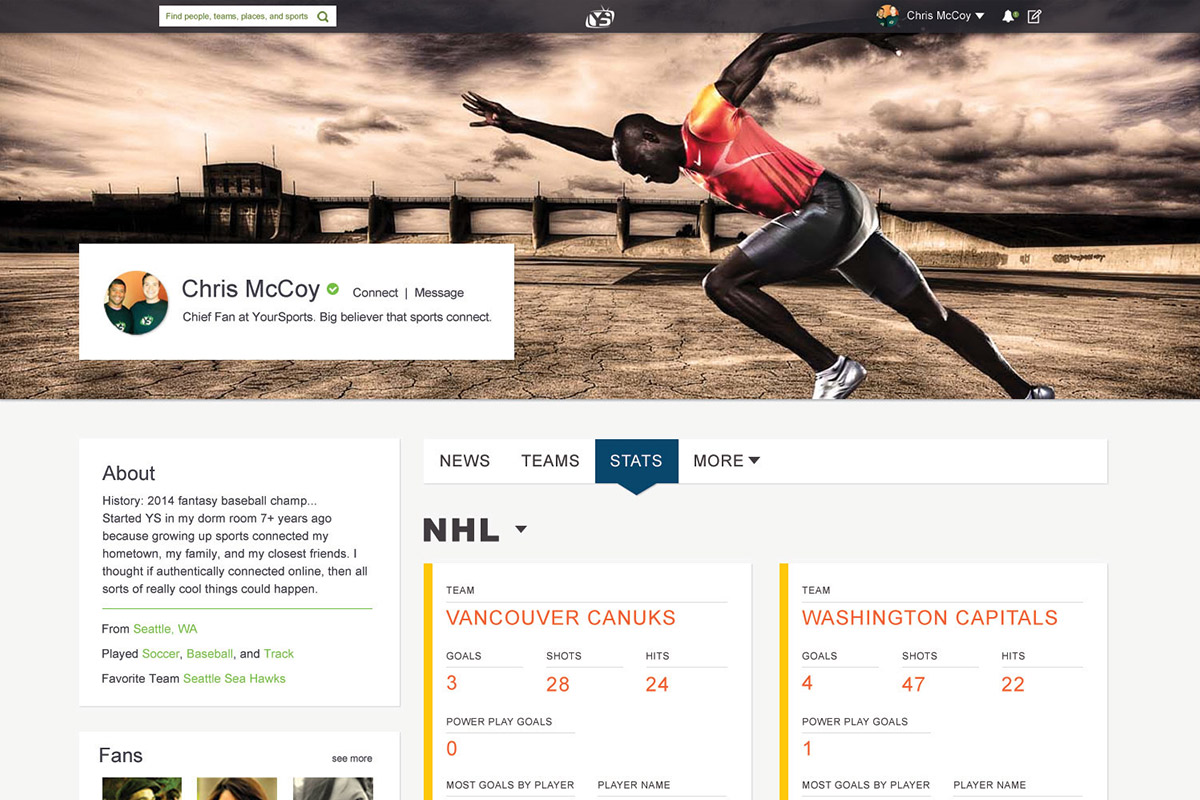 Find people, teams, places, and sports
YS
Chris McCoy
Chris McCoy
Connect | Message
Chief Fan at YourSports. Big believer that sports connect.
About
History: 2014 fantasy baseball champ...
Started YS in my dorm room 7+ years ago
because growing up sports connected my
hometown, my family, and my closest friends. I
thought if authentically connected online, then all
sorts of really cool things could happen.
From Seattle, WA
Played Soccer, Baseball, and Track
Favorite Team Seattle Sea Hawks
Fans
see more
NEWS TEAMS STATS MORE
NHL
TEAM
VANCOUVER CANUKS
GOALS SHOTS HITS
3 28 24
POWER PLAY GOALS
0
MOST GOALS BY PLAYER PLAYER NAME
TEAM
WASHINGTON CAPITALS
GOALS SHOTS HITS
4 47 22
POWER PLAY GOALS
1
MOST GOALS BY PLAYER PLAYER NAME